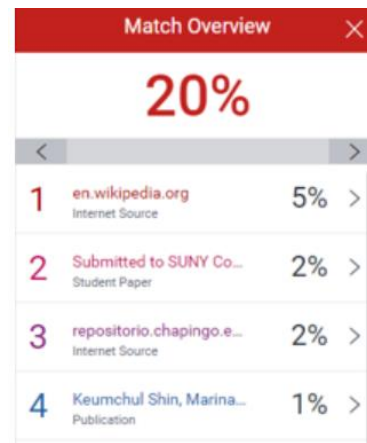 Match Overview
20%
1 en.wikipedia.org 5%
Internet Source
2 Submitted to SUNY Co... 2%
Student Paper
3 repositorio.chapingo.e... 2%
Internet Source
4 Keumchul Shin, Marina... 1%
Publication